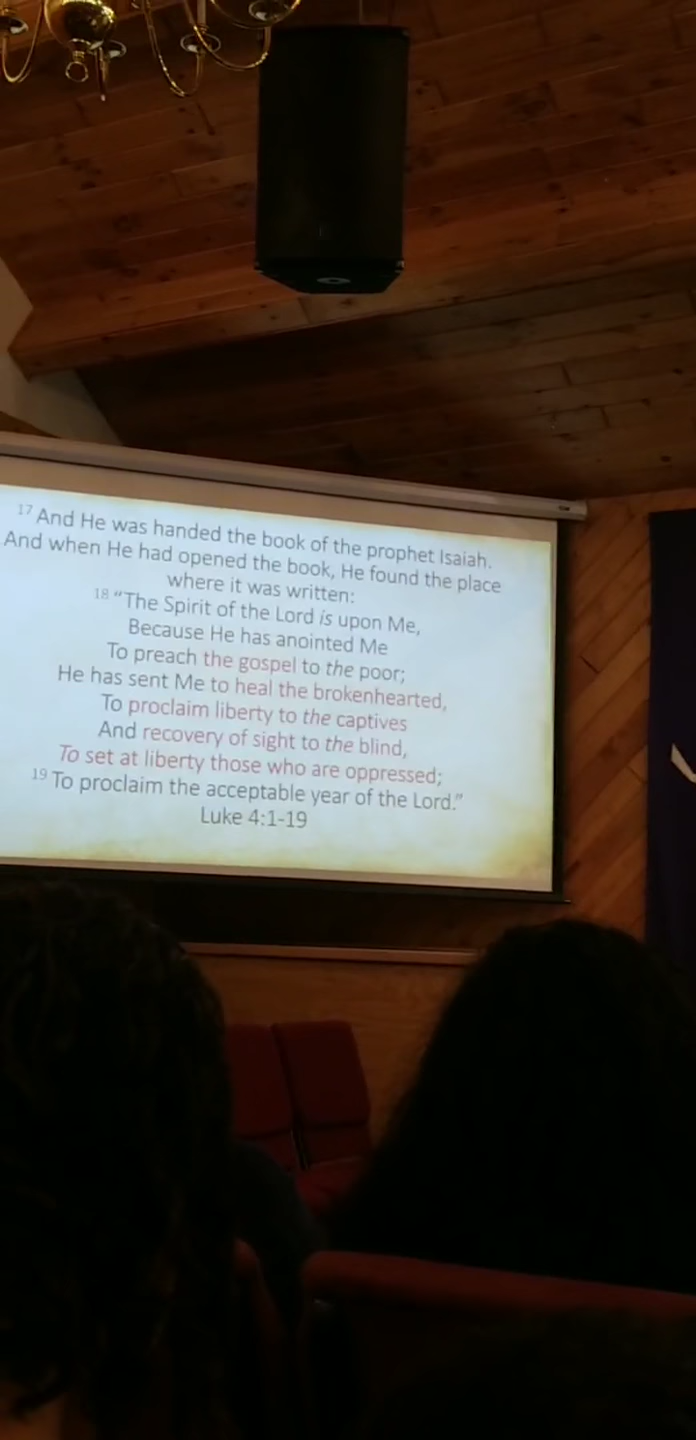 17 And He was handed the book of the prophet Isaiah.
And when He had opened the book, He found the place
where it was written:
18 “The Spirit of the Lord is upon Me,
Because He has anointed Me
To preach the gospel to the poor;
He has sent Me to heal the brokenhearted,
To proclaim liberty to the captives
And recovery of sight to the blind,
To set at liberty those who are oppressed;
19 To proclaim the acceptable year of the Lord.”
Luke 4:1-19